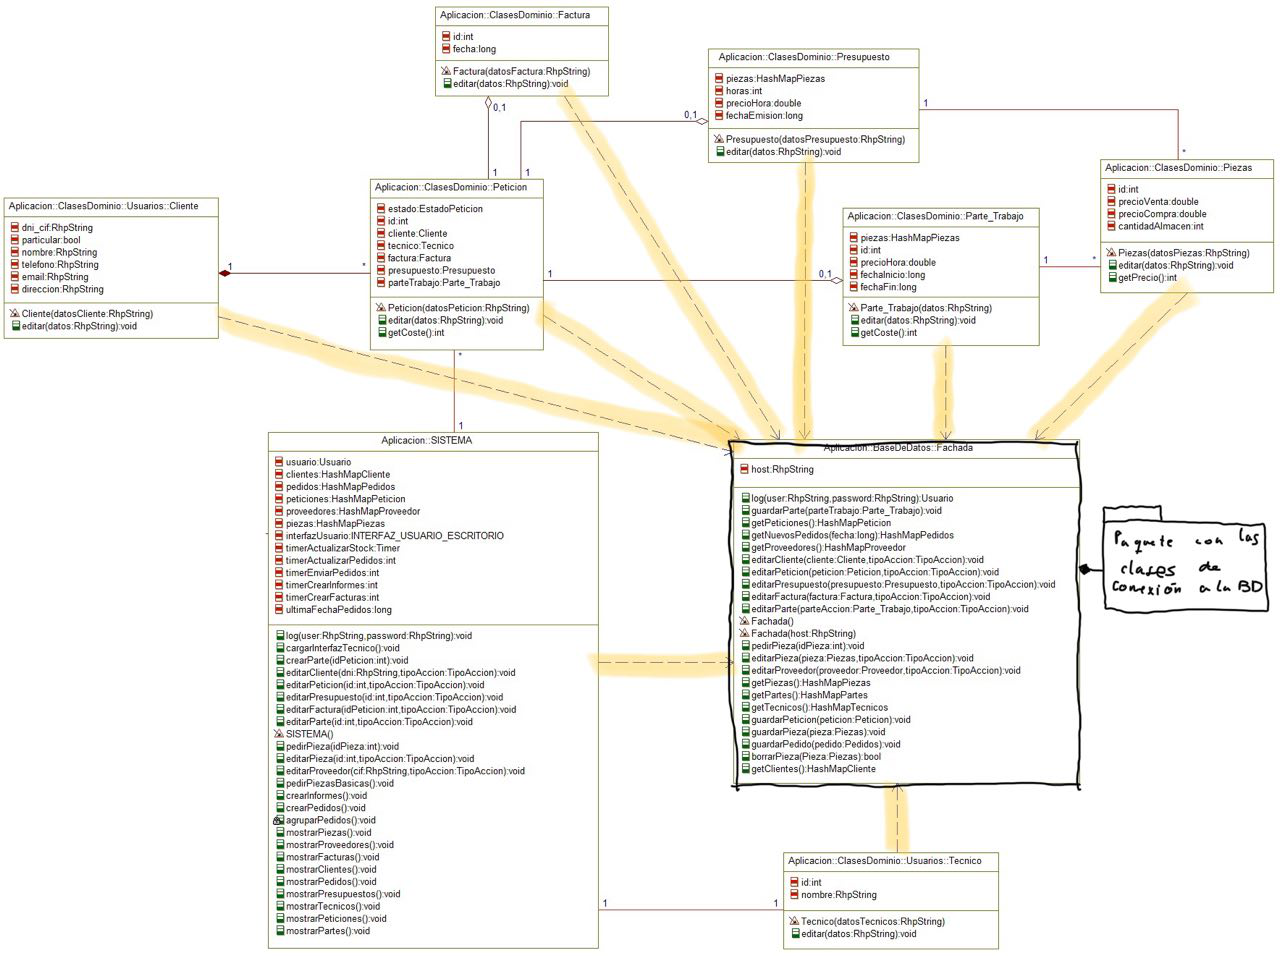 Aplicacion::ClasesDominio::Factura
id:int
fecha:long
Factura(datosFactura:RhpString)
editar(datos:RhpString):void
0,1
1
Aplicacion::ClasesDominio::Presupuesto
piezas:HashMapPiezas
horas:int
precioHora:double
fechaEmision:long
Presupuesto(datosPresupuesto:RhpString)
editar(datos:RhpString):void
0,1
1
1
*
Aplicacion::ClasesDominio::Piezas
id:int
precioVenta:double
precioCompra:double
cantidadAlmacen:int
Piezas(datosPiezas:RhpString)
editar(datos:RhpString):void
getPrecio():int
Aplicacion::ClasesDominio::Usuarios::Cliente
dni_cif:RhpString
particular:bool
nombre:RhpString
telefono:RhpString
email:RhpString
direccion:RhpString
Cliente(datosCliente:RhpString)
editar(datos:RhpString):void
1
*
Aplicacion::ClasesDominio::Peticion
estado:EstadoPeticion
id:int
cliente:Cliente
tecnico:Tecnico
factura:Factura
presupuesto:Presupuesto
parteTrabajo:Parte_Trabajo
Peticion(datosPeticion:RhpString)
editar(datos:RhpString):void
getCoste():int
1
0,1
*
1
Aplicacion::ClasesDominio::Parte_Trabajo
piezas:HashMapPiezas
id:int
precioHora:double
fechaInicio:long
fechaFin:long
Parte_Trabajo(datos:RhpString)
editar(datos:RhpString):void
getCoste():int
1
*
Aplicacion::SISTEMA
usuario:Usuario
clientes:HashMapCliente
pedidos:HashMapPedidos
peticiones:HashMapPeticion
proveedores:HashMapProveedor
piezas:HashMapPiezas
interfazUsuario:INTERFAZ_USUARIO_ESCRITORIO
timerActualizarStock:Timer
timerActualizarPedidos:int
timerEnviarPedidos:int
timerCrearInformes:int
timerCrearFacturas:int
ultimaFechaPedidos:long
log(user:RhpString,password:RhpString):void
cargarInterfazTecnico():void
crearParte(idPeticion:int):void
editarCliente(dni:RhpString,tipoAccion:TipoAccion):void
editarPeticion(id:int,tipoAccion:TipoAccion):void
editarPresupuesto(id:int,tipoAccion:TipoAccion):void
editarFactura(idPeticion:int,tipoAccion:TipoAccion):void
editarParte(id:int,tipoAccion:TipoAccion):void
SISTEMA()
pedirPieza(idPieza:int):void
editarPieza(id:int,tipoAccion:TipoAccion):void
editarProveedor(cif:RhpString,tipoAccion:TipoAccion):void
pedirPiezasBasicas():void
crearInformes():void
crearPedidos():void
agruparPedidos():void
mostrarPiezas():void
mostrarProveedores():void
mostrarFacturas():void
mostrarClientes():void
mostrarPedidos():void
mostrarPresupuestos():void
mostrarTecnicos():void
mostrarPeticiones():void
mostrarPartes():void
Aplicacion::BaseDeDatos::Fachada
host:RhpString
log(user:RhpString,password:RhpString):Usuario
guardarParte(parteTrabajo:Parte_Trabajo):void
getPeticiones():HashMapPeticion
getNuevosPedidos(fecha:long):HashMapPedidos
getProveedores():HashMapProveedor
editarCliente(cliente:Cliente,tipoAccion:TipoAccion):void
editarPeticion(peticion:Peticion,tipoAccion:TipoAccion):void
editarPresupuesto(presupuesto:Presupuesto,tipoAccion:TipoAccion):void
editarFactura(factura:Factura,tipoAccion:TipoAccion):void
editarParte(parteAccion:Parte_Trabajo,tipoAccion:TipoAccion):void
Fachada()
Fachada(host:RhpString)
pedirPieza(idPieza:int):void
editarPieza(pieza:Piezas,tipoAccion:TipoAccion):void
editarProveedor(proveedor:Proveedor,tipoAccion:TipoAccion):void
getPiezas():HashMapPiezas
getPartes():HashMapPartes
getTecnicos():HashMapTecnicos
guardarPeticion(peticion:Peticion):void
guardarPieza(pieza:Piezas):void
guardarPedido(pedido:Pedidos):void
borrarPieza(Pieza:Piezas):bool
getClientes():HashMapCliente
Paquete con las
clases de
conexión a la BD
Aplicacion::ClasesDominio::Usuarios::Tecnico
id:int
nombre:RhpString
Tecnico(datosTecnicos:RhpString)
editar(datos:RhpString):void
1
1